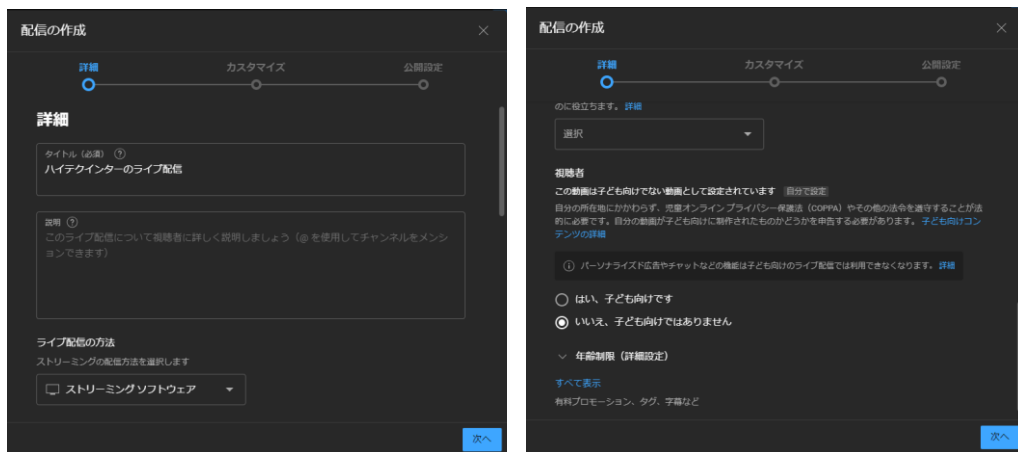 配信の作成
詳細
カスタマイズ
公開設定
詳細
タイトル（必須）
ハイテクインターのライブ配信
説明
このライブ配信について視聴者に詳しく説明しましょう（@ を使用してチャンネルをメンシ
ョンできます）
ライブ配信の方法
ストリーミングの配信方法を選択します
ストリーミングソフトウェア
次へ
配信の作成
詳細
カスタマイズ
公開設定
のに役立ちます。 詳細
選択
視聴者
この動画は子ども向けでない動画として設定されています 自分で設定
自分の所在地にかかわらず、児童オンライン プライバシー保護法（COPPA）やその他の法令を遵守することが法
的に必要です。自分の動画が子ども向けに制作されたものかどうかを申告する必要があります。 子ども向けコン
テンツの詳細
パーソナライズド広告やチャットなどの機能は子ども向けのライブ配信では利用できなくなります。 詳細
はい、子ども向けです
いいえ、子ども向けではありません
年齢制限（詳細設定）
すべて表示
有料プロモーション、タグ、字幕など
次へ